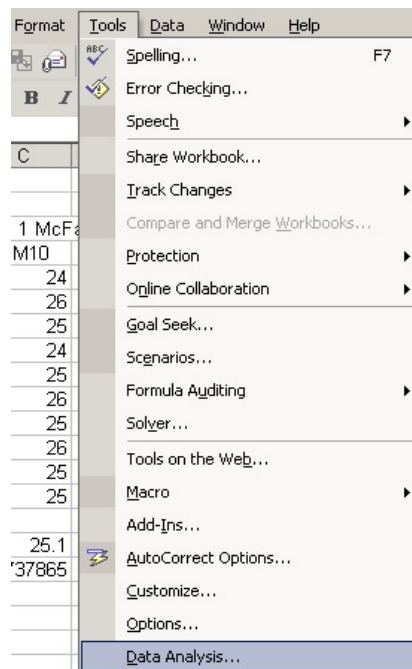 Format Tools Data Window Help
ABC Spelling... F7
B I Error Checking...
Speech
C
Share Workbook...
Track Changes
1 McFa Compare and Merge Workbooks...
M10 Protection
24
26 Online Collaboration
25 Goal Seek...
24 Scenarios...
25
26 Formula Auditing
25 Solver...
26 Tools on the Web...
25
25 Macro
Add-Ins...
25.1 AutoCorrect Options...
'37865
Customize...
Options...
Data Analysis...